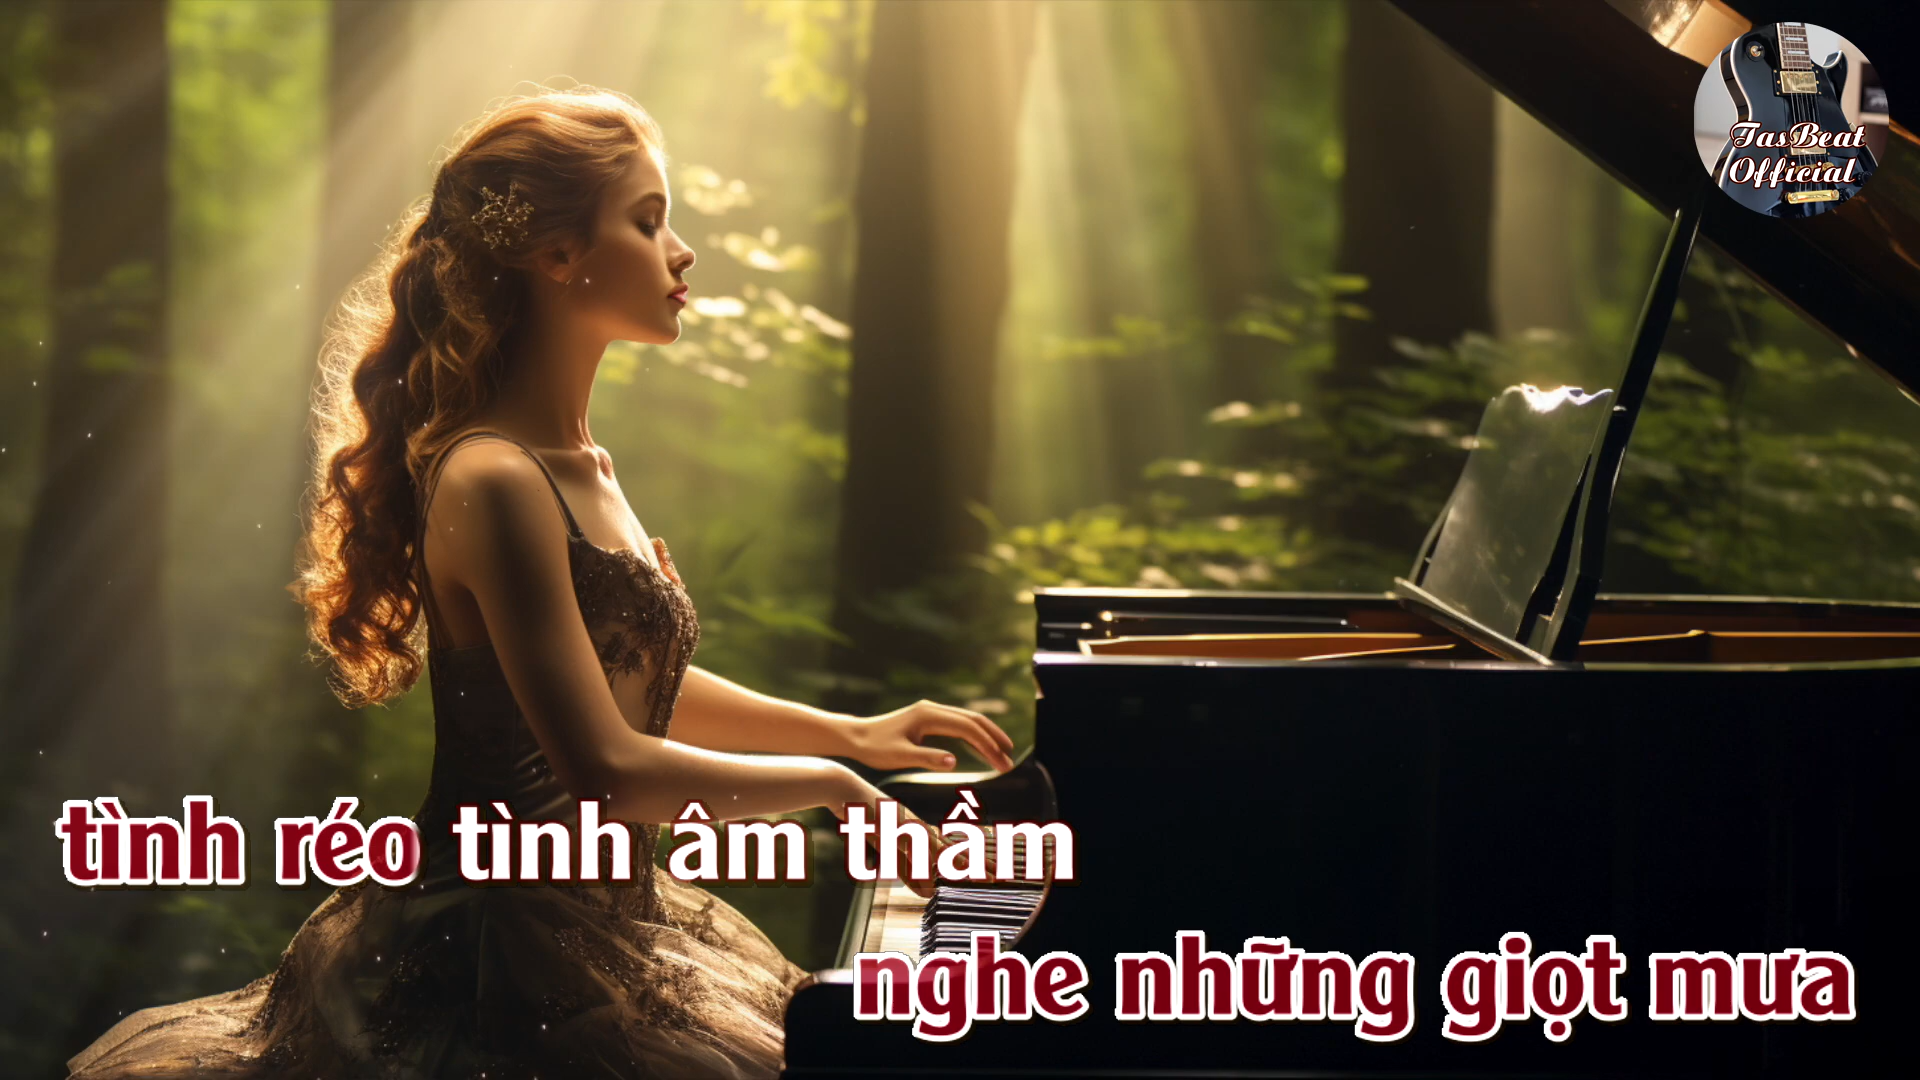 TasBeat
Official
tình réo tình âm thầm
nghe những giọt mưa